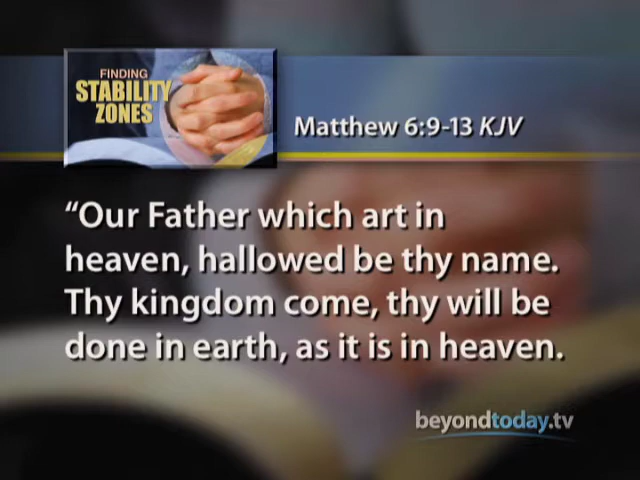 FINDING
STABILITY
ZONES
Matthew 6:9-13 KJV
“Our Father which art in
heaven, hallowed be thy name.
Thy kingdom come, thy will be
done in earth, as it is in heaven.
beyondtoday.tv